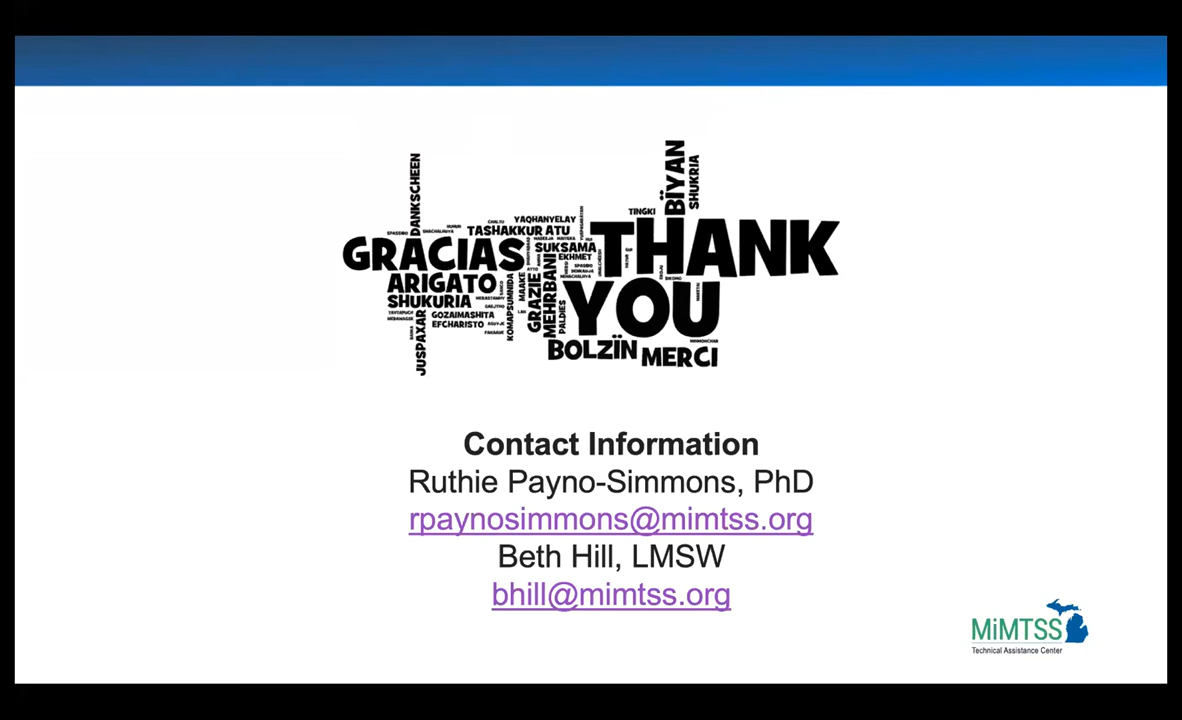 DANKSCHEEN
BÏYAN
SHUKRIA
TINGKI
YAQHANYELAY
TASHAKKUR ATU
THANK
GRACIAS
SUKSAMA
EKHMET
ARIGATO
SHUKURIA
GOZAIMASHITA
EFCHARISTO
JUSPAXAR
KOMAPSUMNIDA
MAAKE
GRAZIE
MEHRBANI
PALDIES
YOU
BOLZÏN
MERCI
Contact Information
Ruthie Payno-Simmons, PhD
rpaynosimmons@mimtss.org
Beth Hill, LMSW
bhill@mimtss.org
MiMTSS
Technical Assistance Center